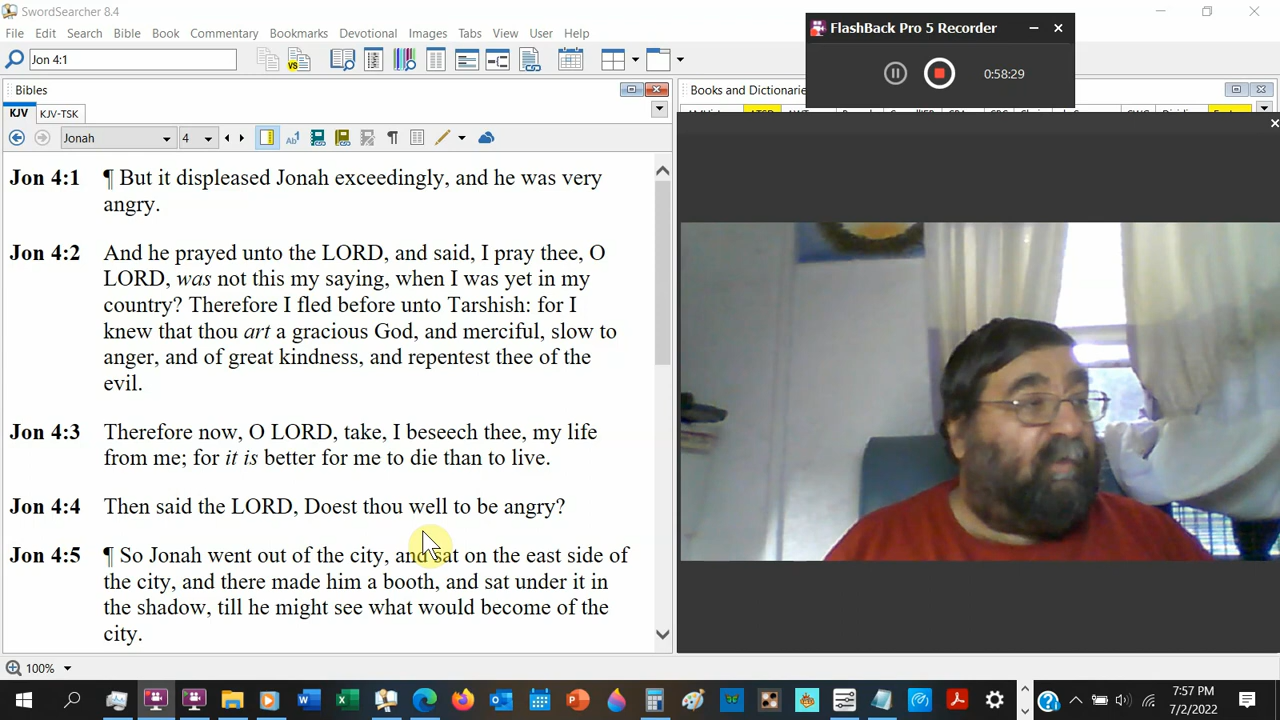 SwordSearcher 8.4
File Edit Search Bible Book Commentary Bookmarks Devotional Images Tabs View User Help
Jon 4:1
FlashBack Pro 5 Recorder
0:58:29
Bibles
Books and Dictionaries
KJV KJV-TSK
Jonah 4
Jon 4:1 ¶ But it displeased Jonah exceedingly, and he was very
angry.
Jon 4:2 And he prayed unto the LORD, and said, I pray thee, O
LORD, was not this my saying, when I was yet in my
country? Therefore I fled before unto Tarshish: for I
knew that thou art a gracious God, and merciful, slow to
anger, and of great kindness, and repentest thee of the
evil.
Jon 4:3 Therefore now, O LORD, take, I beseech thee, my life
from me; for it is better for me to die than to live.
Jon 4:4 Then said the LORD, Doest thou well to be angry?
Jon 4:5 ¶ So Jonah went out of the city, and sat on the east side of
the city, and there made him a booth, and sat under it in
the shadow, till he might see what would become of the
city.
100%
7:57 PM
7/2/2022